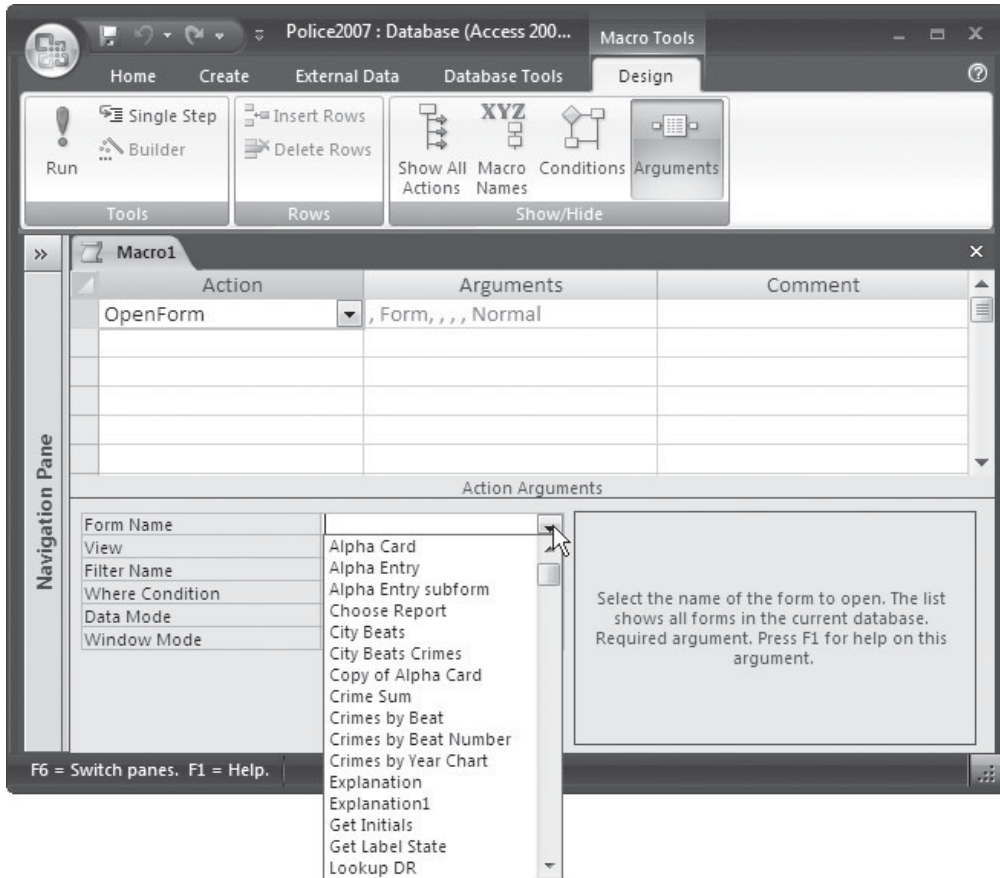 Police2007 : Database (Access 200...
Macro Tools
Home Create External Data Database Tools Design
Run
Single Step
Builder
Tools
Insert Rows
Delete Rows
Rows
Show All Actions
XYZ
Macro Names
Conditions
Arguments
Show/Hide
»
Macro1
Action Arguments Comment
OpenForm , Form, , , , Normal
Navigation Pane
Action Arguments
Form Name
View
Filter Name
Where Condition
Data Mode
Window Mode
Alpha Card
Alpha Entry
Alpha Entry subform
Choose Report
City Beats
City Beats Crimes
Copy of Alpha Card
Crime Sum
Crimes by Beat
Crimes by Beat Number
Crimes by Year Chart
Explanation
Explanation1
Get Initials
Get Label State
Lookup DR
Select the name of the form to open. The list
shows all forms in the current database.
Required argument. Press F1 for help on this
argument.
F6 = Switch panes. F1 = Help.